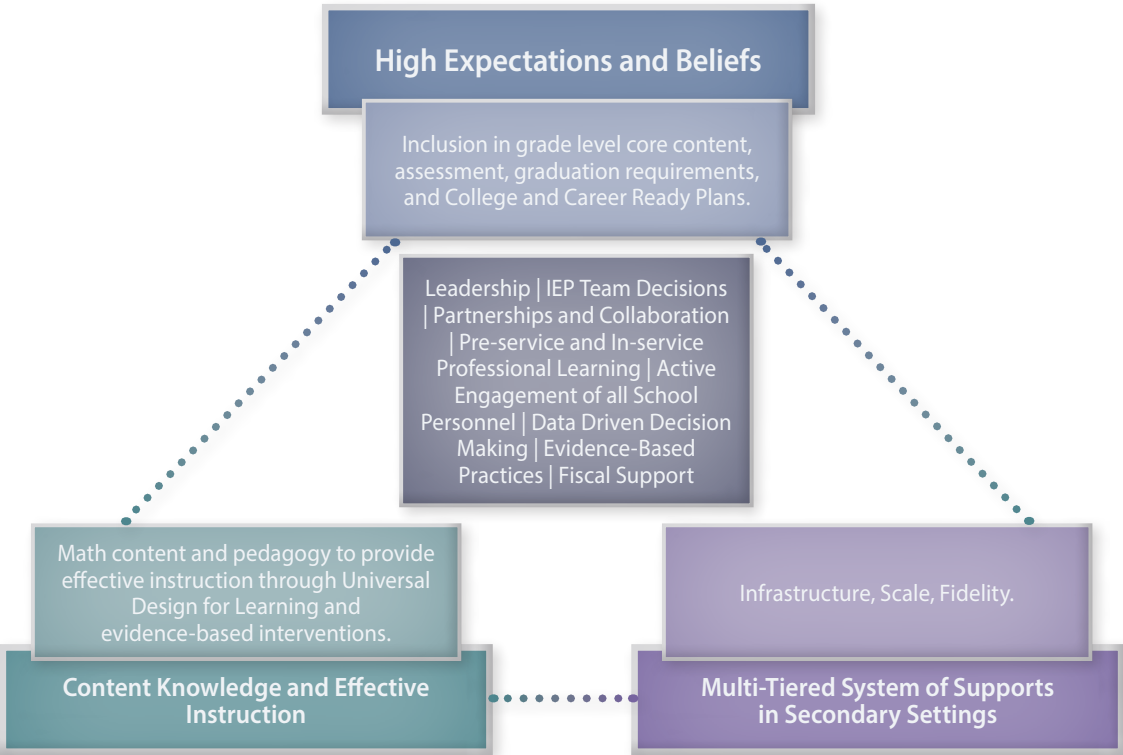 High Expectations and Beliefs
Inclusion in grade level core content,
assessment, graduation requirements,
and College and Career Ready Plans.
Leadership | IEP Team Decisions
| Partnerships and Collaboration
| Pre-service and In-service
Professional Learning | Active
Engagement of all School
Personnel | Data Driven Decision
Making | Evidence-Based
Practices | Fiscal Support
Math content and pedagogy to provide
effective instruction through Universal
Design for Learning and
evidence-based interventions.
Content Knowledge and Effective
Instruction
Infrastructure, Scale, Fidelity.
Multi-Tiered System of Supports
in Secondary Settings